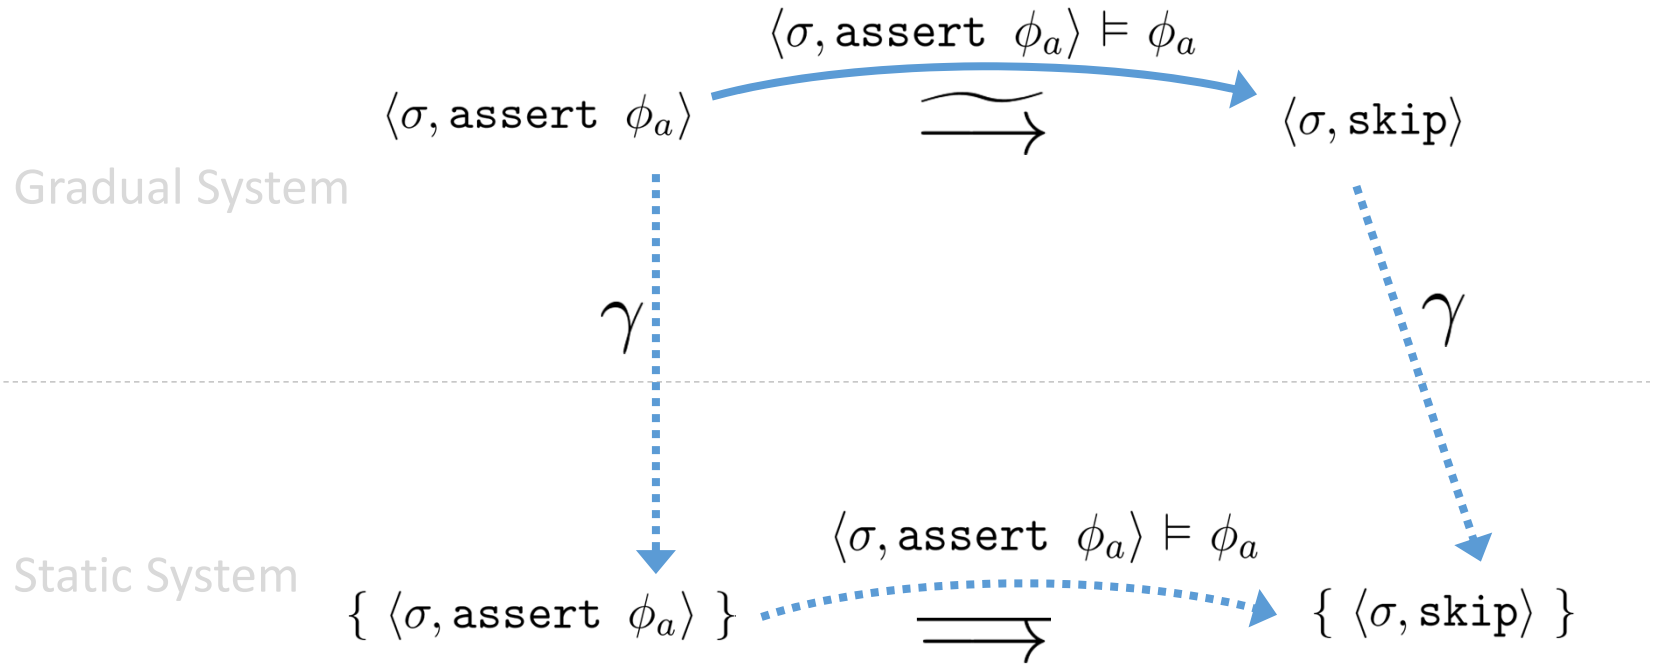 ⟨σ, assert ϕₐ⟩ ⊨ ϕₐ
⟨σ, assert ϕₐ⟩ ⟨σ, skip⟩
Gradual System
γ γ
⟨σ, assert ϕₐ⟩ ⊨ ϕₐ
Static System
{ ⟨σ, assert ϕₐ⟩ } { ⟨σ, skip⟩ }